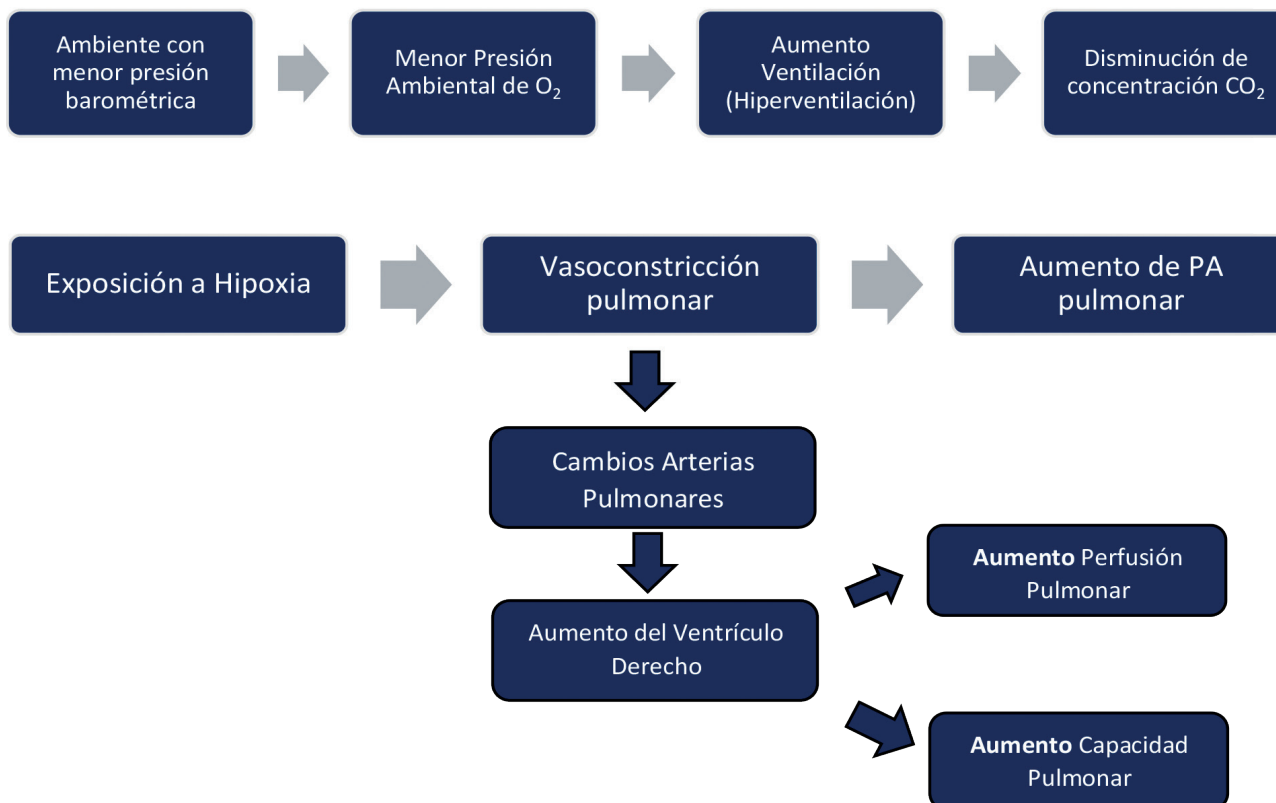 Ambiente con
menor presión
barométrica
Menor Presión
Ambiental de O₂
Aumento
Ventilación
(Hiperventilación)
Disminución de
concentración CO₂
Exposición a Hipoxia
Vasoconstricción
pulmonar
Aumento de PA
pulmonar
Cambios Arterias
Pulmonares
Aumento del Ventrículo
Derecho
Aumento Perfusión
Pulmonar
Aumento Capacidad
Pulmonar